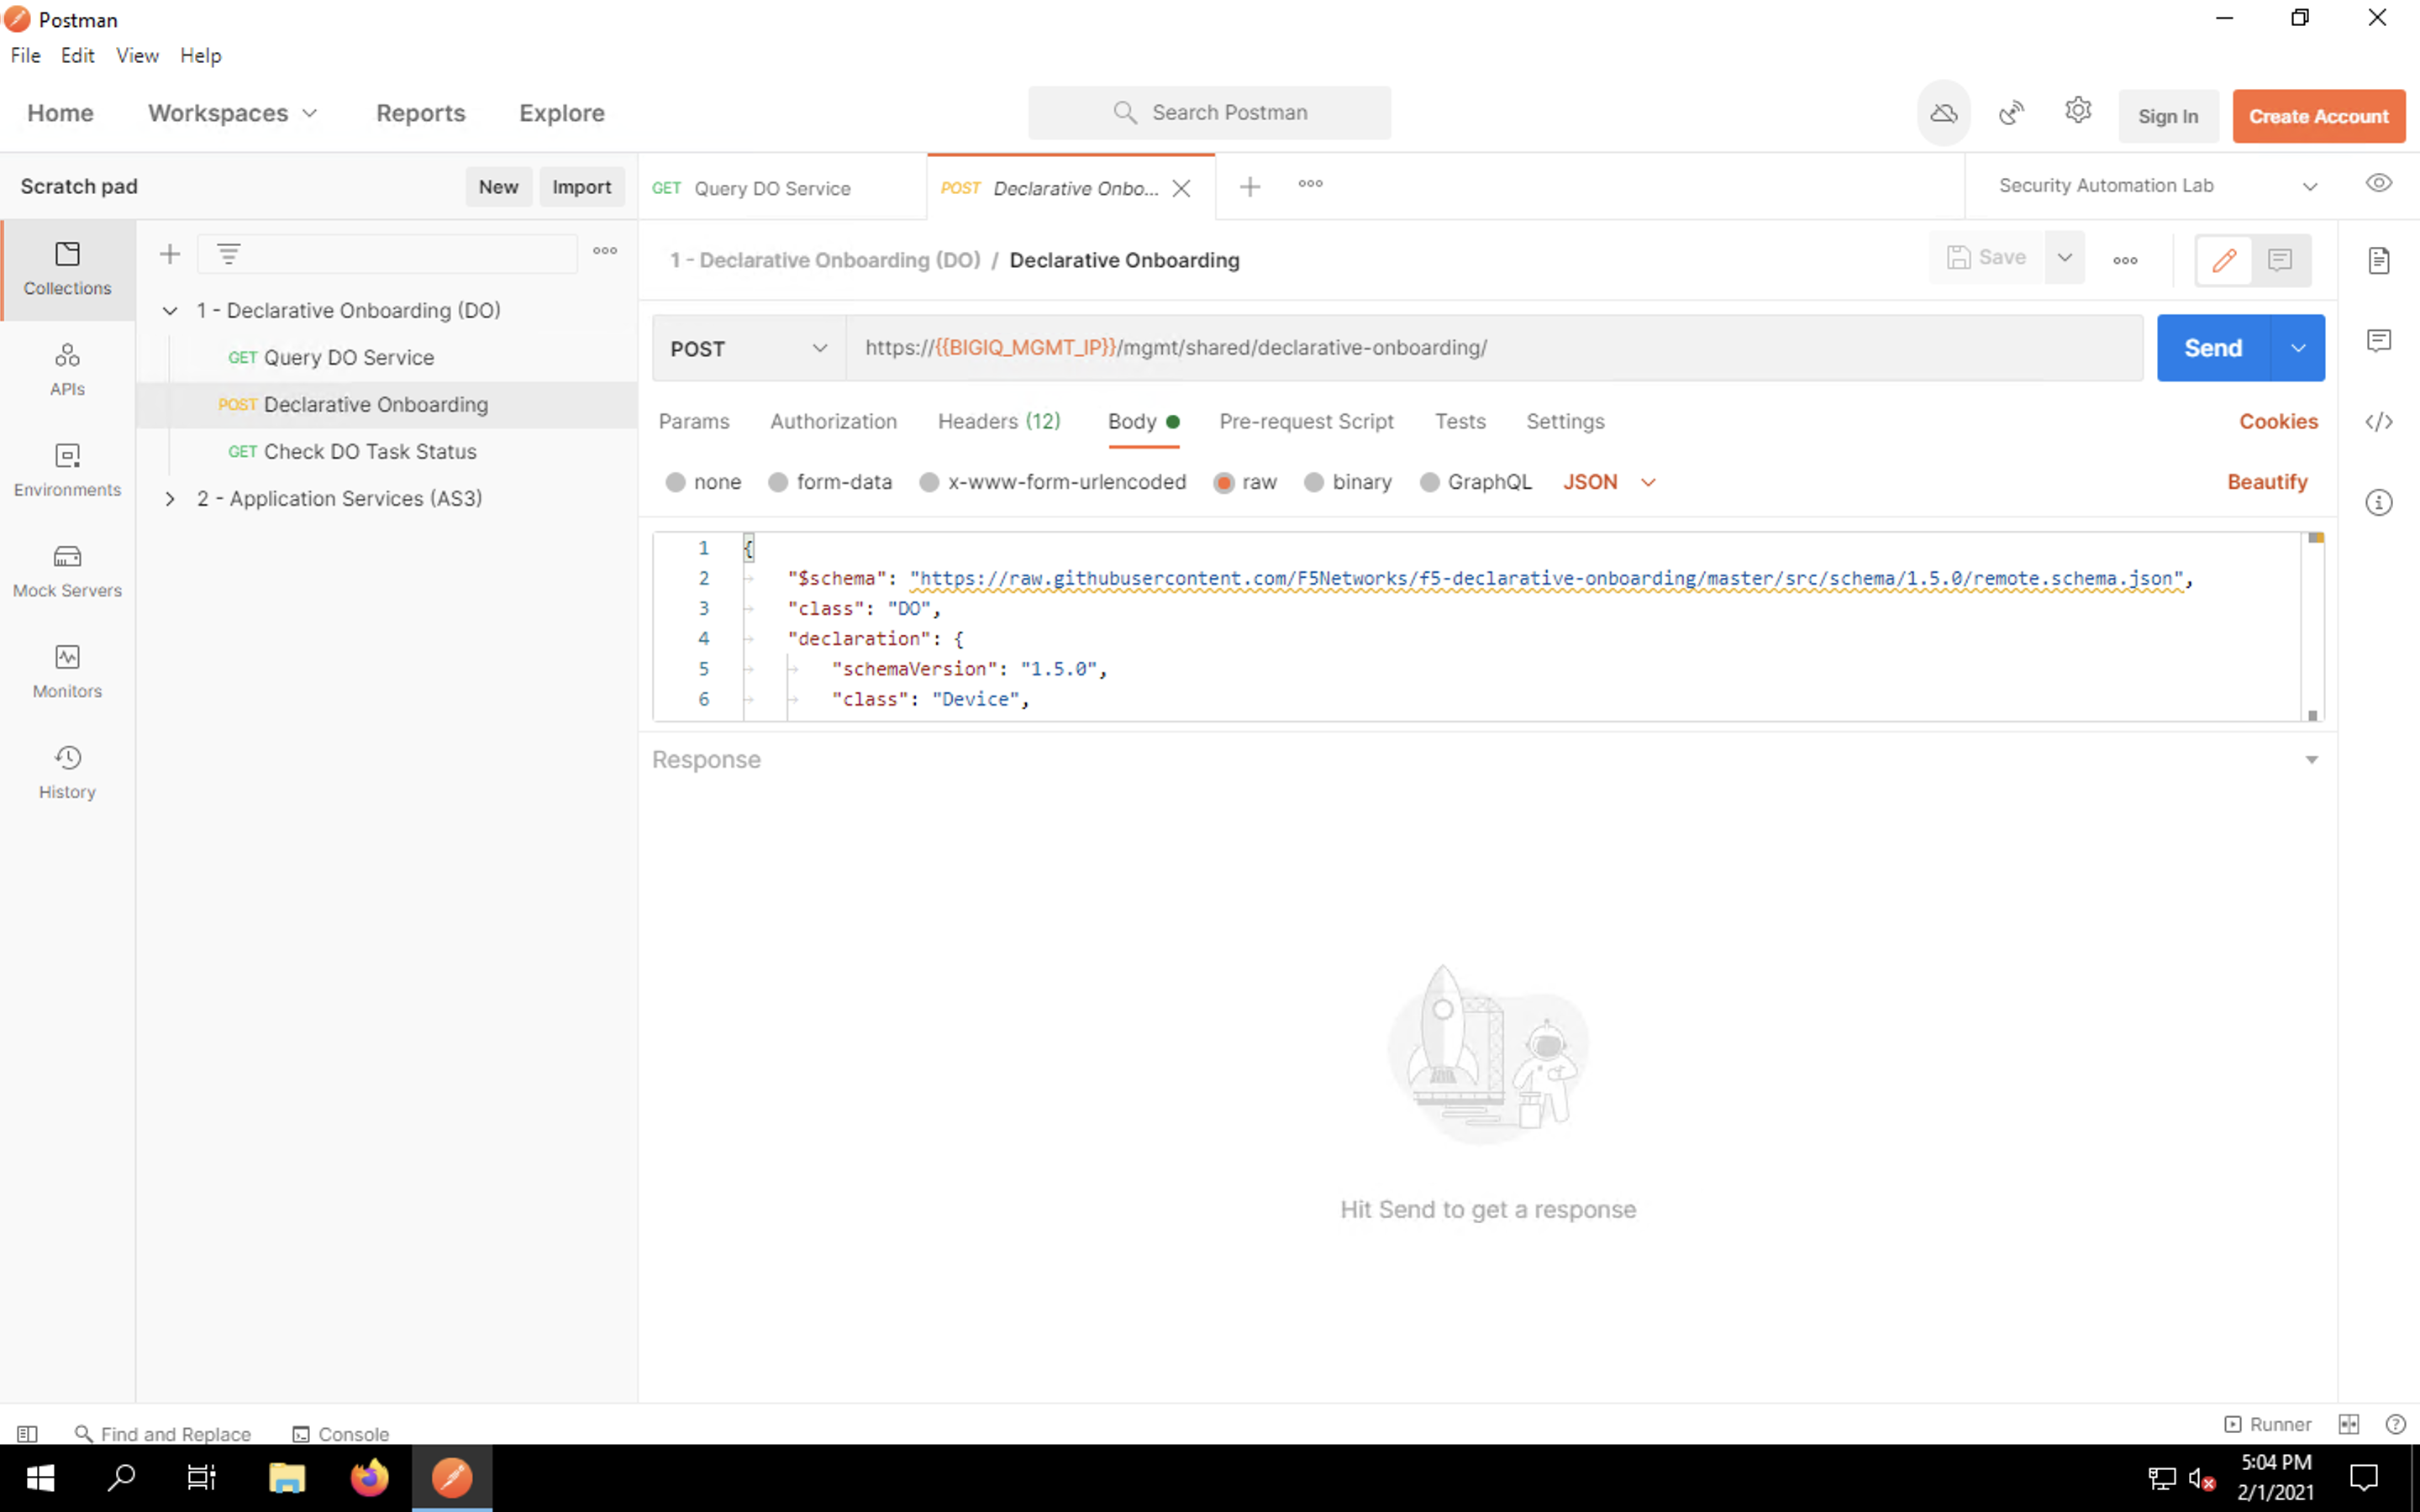 Postman
File Edit View Help
Home Workspaces Reports Explore Search Postman Sign In Create Account
Scratch pad New Import GET Query DO Service POST Declarative Onbo... Security Automation Lab
Collections
APIs
Environments
Mock Servers
Monitors
History
1 - Declarative Onboarding (DO)
GET Query DO Service
POST Declarative Onboarding
GET Check DO Task Status
2 - Application Services (AS3)
1 - Declarative Onboarding (DO) / Declarative Onboarding Save
POST https://{{BIGIQ_MGMT_IP}}/mgmt/shared/declarative-onboarding/ Send
Params Authorization Headers (12) Body Pre-request Script Tests Settings Cookies
none form-data x-www-form-urlencoded raw binary GraphQL JSON Beautify
1 {
2 "$schema": "https://raw.githubusercontent.com/F5Networks/f5-declarative-onboarding/master/src/schema/1.5.0/remote.schema.json",
3 "class": "DO",
4 "declaration": {
5 "schemaVersion": "1.5.0",
6 "class": "Device",
Response
Hit Send to get a response
Find and Replace Console Runner
5:04 PM
2/1/2021